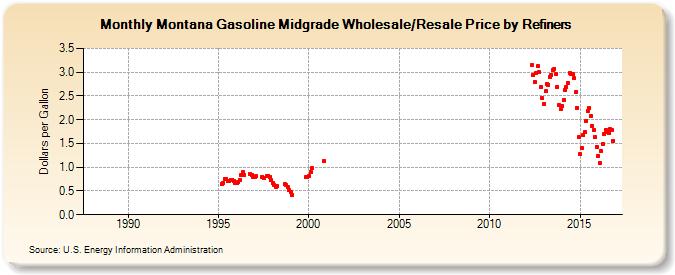 Monthly Montana Gasoline Midgrade Wholesale/Resale Price by Refiners
Dollars per Gallon
3.5
3.0
2.5
2.0
1.5
1.0
0.5
0.0
1990 1995 2000 2005 2010 2015
Source: U.S. Energy Information Administration